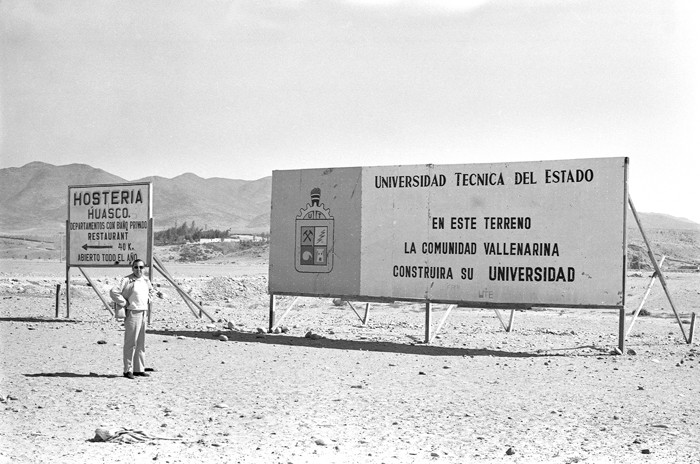 HOSTERIA
HUASCO.
DEPARTAMENTOS CON BAÑO PRIVADO
RESTAURANT
40 K.
ABIERTO TODO EL AÑO
UNIVERSIDAD TECNICA DEL ESTADO
EN ESTE TERRENO
LA COMUNIDAD VALLENARINA
CONSTRUIRA SU UNIVERSIDAD
UTE